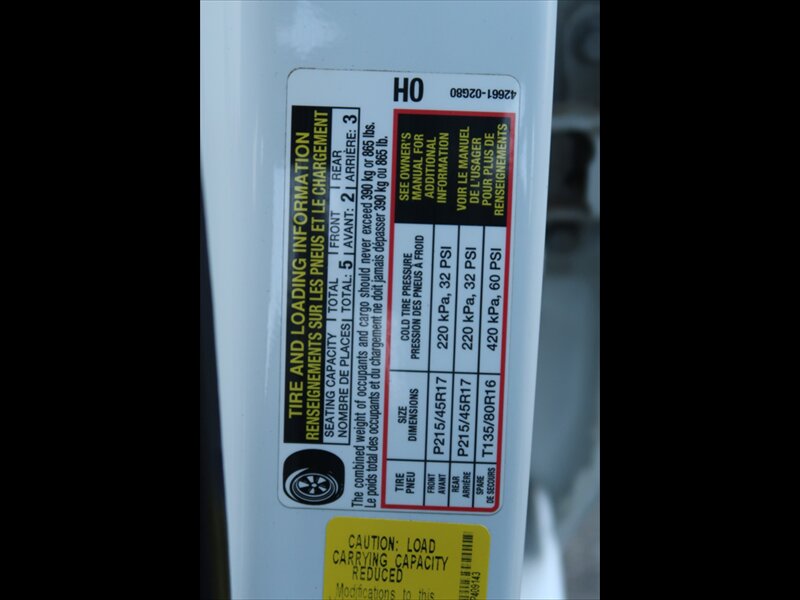 TIRE AND LOADING INFORMATION
RENSEIGNEMENTS SUR LES PNEUS ET LE CHARGEMENT
SEATING CAPACITY | TOTAL | FRONT | REAR
NOMBRE DE PLACES | TOTAL: 5 | AVANT: 2 | ARRIÈRE: 3
The combined weight of occupants and cargo should never exceed 390 kg or 865 lbs.
Le poids total des occupants et du chargement ne doit jamais dépasser 390 kg ou 865 lb.
TIRE PNEU SIZE DIMENSIONS COLD TIRE PRESSURE PRESSION DES PNEUS À FROID
FRONT AVANT P215/45R17 220 kPa, 32 PSI
REAR ARRIÈRE P215/45R17 220 kPa, 32 PSI
SPARE DE SECOURS T135/80R16 420 kPa, 60 PSI
SEE OWNER'S
MANUAL FOR
ADDITIONAL
INFORMATION
VOIR LE MANUEL
DE L'USAGER
POUR PLUS DE
RENSEIGNEMENTS
H0
42661-02G80
CAUTION: LOAD
CARRYING CAPACITY
REDUCED
Modifications to this
P409143